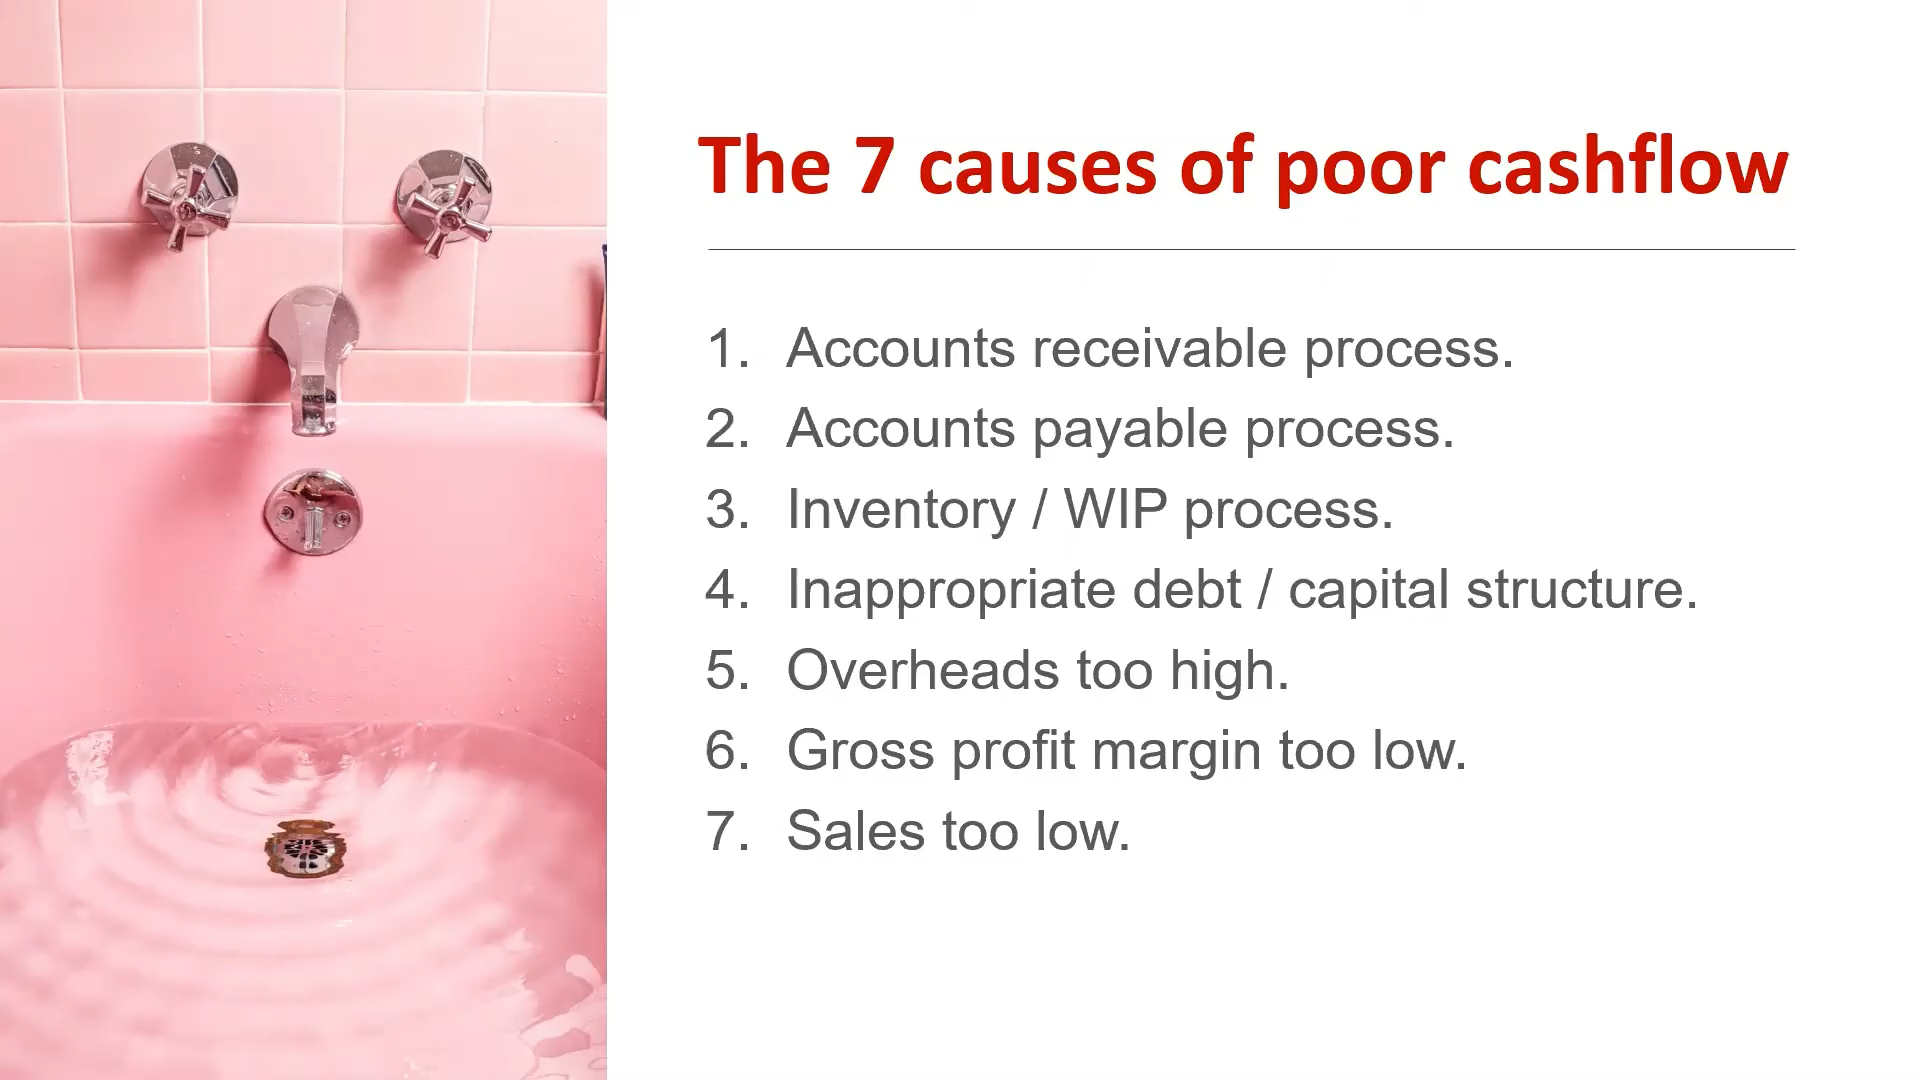 The 7 causes of poor cashflow
1. Accounts receivable process.
2. Accounts payable process.
3. Inventory / WIP process.
4. Inappropriate debt / capital structure.
5. Overheads too high.
6. Gross profit margin too low.
7. Sales too low.